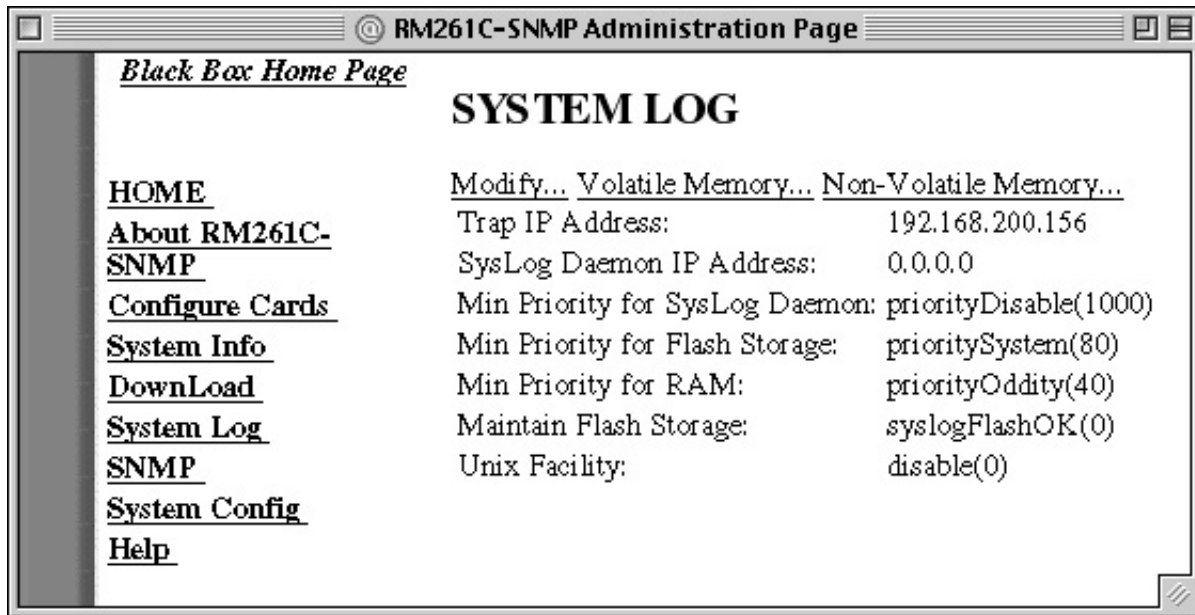 RM261C-SNMP Administration Page
Black Box Home Page
SYSTEM LOG
HOME
About RM261C-
SNMP
Configure Cards
System Info
DownLoad
System Log
SNMP
System Config
Help
Modify... Volatile Memory... Non-Volatile Memory...
Trap IP Address: 192.168.200.156
SysLog Daemon IP Address: 0.0.0.0
Min Priority for SysLog Daemon: priorityDisable(1000)
Min Priority for Flash Storage: prioritySystem(80)
Min Priority for RAM: priorityOddity(40)
Maintain Flash Storage: syslogFlashOK(0)
Unix Facility: disable(0)